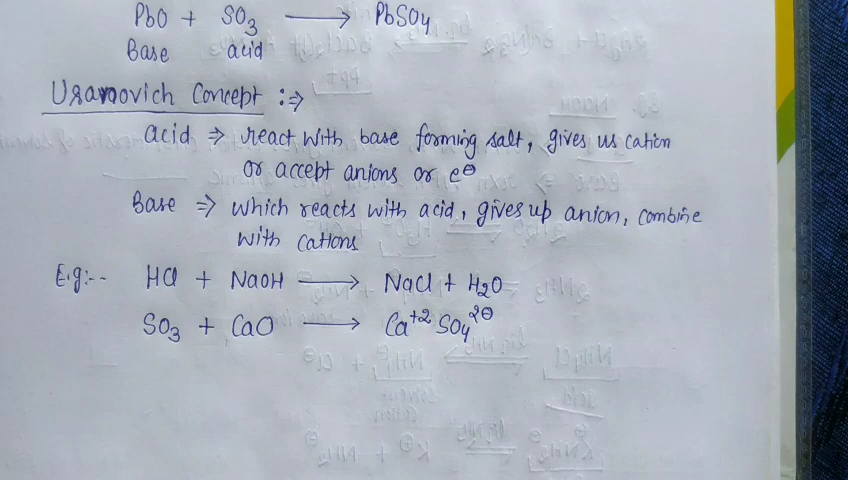 PbO + SO₃ ⟶ PbSO₄
Base acid
Usanovich Concept :⇒
acid ⇒ react with base forming salt, gives us cation
or accept anions or e⊖
Base ⇒ which reacts with acid, gives up anion, combine
with cations
E.g:-- HCl + NaOH ⟶ NaCl + H₂O
SO₃ + CaO ⟶ Ca⁺² SO₄²⊖